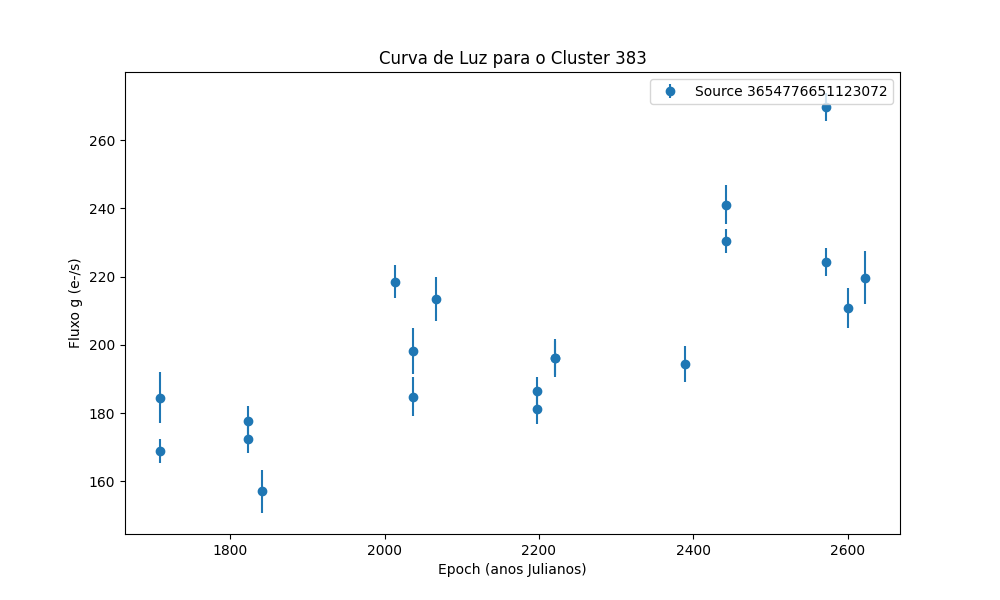 Curva de Luz para o Cluster 383
Source 3654776651123072
Fluxo g (e-/s)
260
240
220
200
180
160
1800 2000 2200 2400 2600
Epoch (anos Julianos)